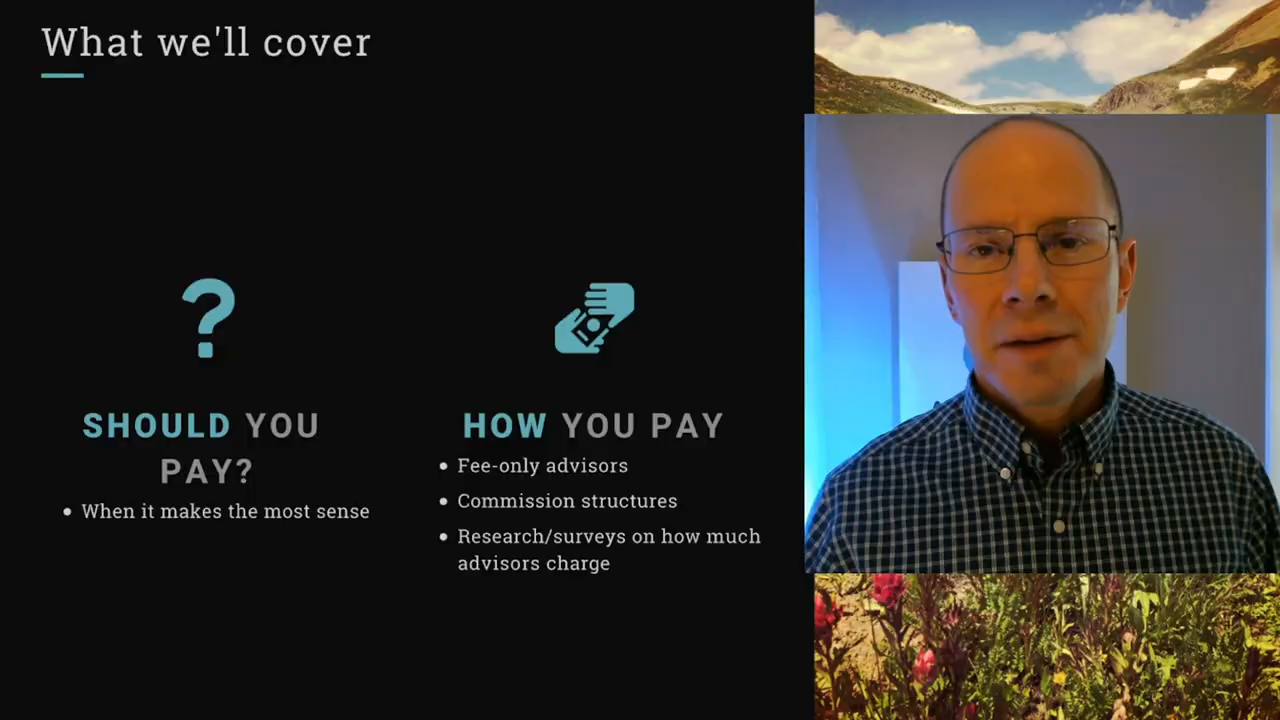 What we'll cover
SHOULD YOU
PAY?
• When it makes the most sense
HOW YOU PAY
• Fee-only advisors
• Commission structures
• Research/surveys on how much
advisors charge